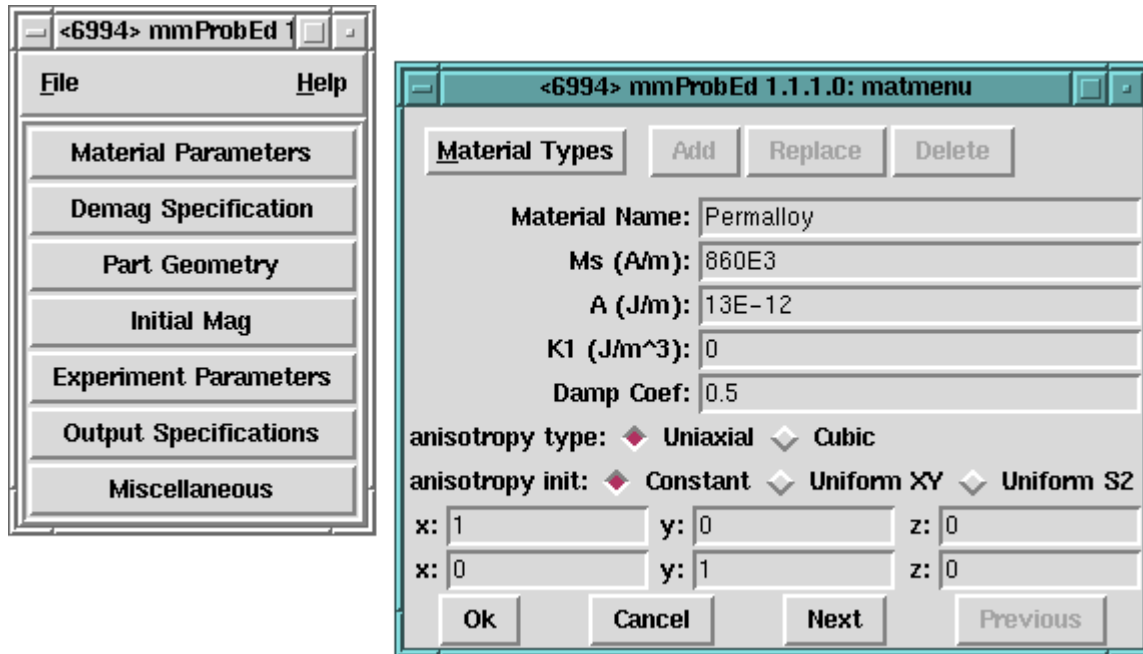 <6994> mmProbEd 1
File Help
Material Parameters
Demag Specification
Part Geometry
Initial Mag
Experiment Parameters
Output Specifications
Miscellaneous
<6994> mmProbEd 1.1.1.0: matmenu
Material Types Add Replace Delete
Material Name: Permalloy
Ms (A/m): 860E3
A (J/m): 13E-12
K1 (J/m^3): 0
Damp Coef: 0.5
anisotropy type: Uniaxial Cubic
anisotropy init: Constant Uniform XY Uniform S2
x: 1 y: 0 z: 0
x: 0 y: 1 z: 0
Ok Cancel Next Previous